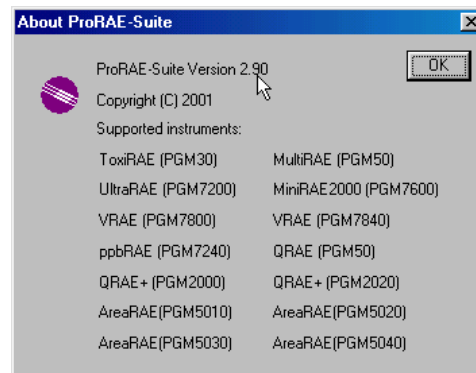 About ProRAE-Suite
ProRAE-Suite Version 2.90
OK
Copyright (C) 2001
Supported instruments:
ToxiRAE (PGM30) MultiRAE (PGM50)
UltraRAE (PGM7200) MiniRAE2000 (PGM7600)
VRAE (PGM7800) VRAE (PGM7840)
ppbRAE (PGM7240) QRAE (PGM50)
QRAE+ (PGM2000) QRAE+ (PGM2020)
AreaRAE(PGM5010) AreaRAE(PGM5020)
AreaRAE(PGM5030) AreaRAE(PGM5040)